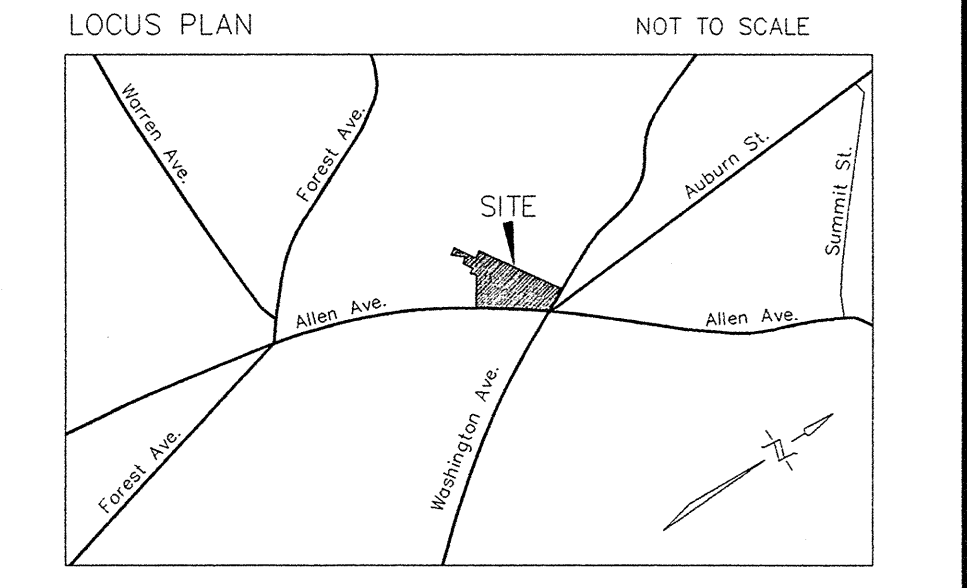 LOCUS PLAN
NOT TO SCALE
Warren Ave.
Forest Ave.
Auburn St.
Summit St.
SITE
Allen Ave.
Allen Ave.
Washington Ave.
Forest Ave.
N